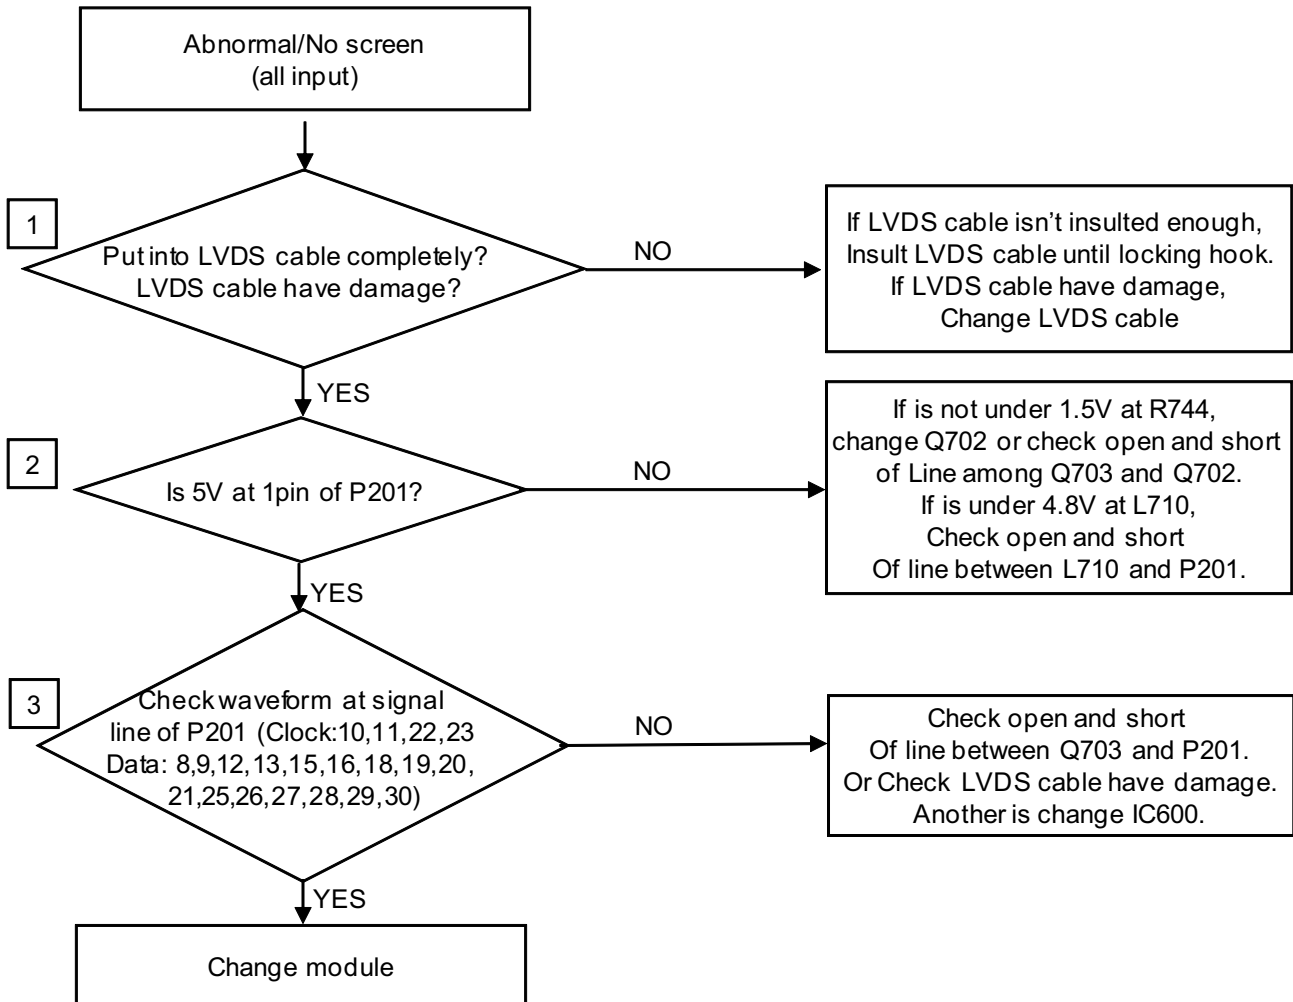 Abnormal/No screen
(all input)
1
Put into LVDS cable completely?
LVDS cable have damage?
NO
If LVDS cable isn't insulted enough,
Insult LVDS cable until locking hook.
If LVDS cable have damage,
Change LVDS cable
YES
2
Is 5V at 1pin of P201?
NO
If is not under 1.5V at R744,
change Q702 or check open and short
of Line among Q703 and Q702.
If is under 4.8V at L710,
Check open and short
Of line between L710 and P201.
YES
3
Check waveform at signal
line of P201 (Clock:10,11,22,23
Data: 8,9,12,13,15,16,18,19,20,
21,25,26,27,28,29,30)
NO
Check open and short
Of line between Q703 and P201.
Or Check LVDS cable have damage.
Another is change IC600.
YES
Change module